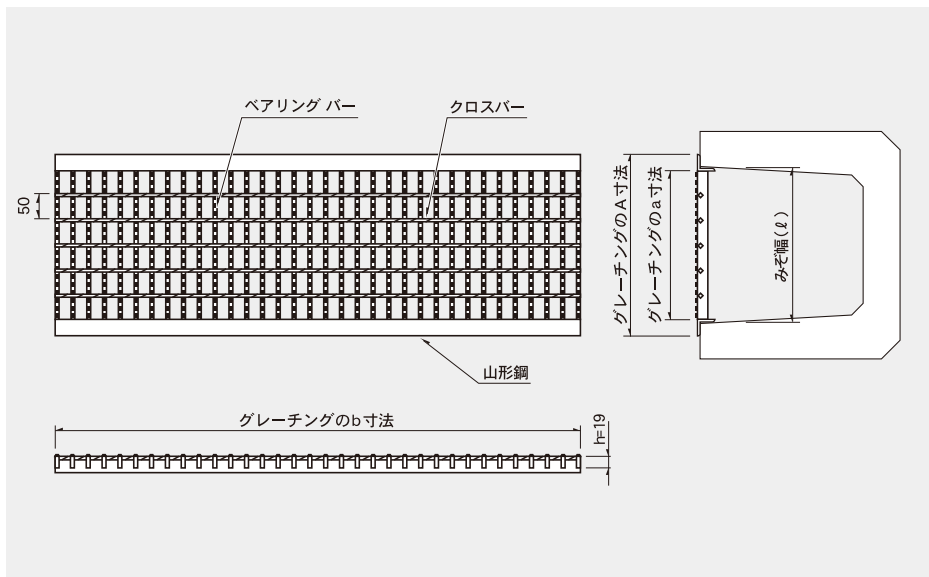 ベアリング バー
クロスバー
50
グレーチングのA寸法
グレーチングのa寸法
みぞ幅(ℓ)
山形鋼
グレーチングのb寸法
h=19